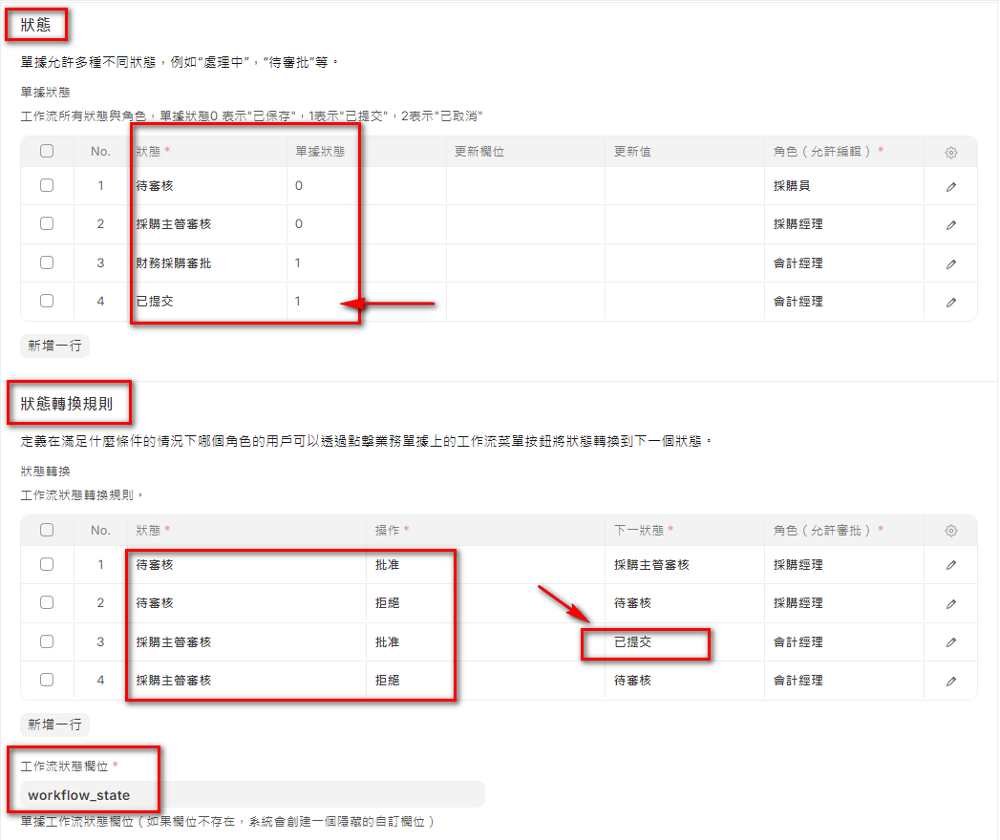 狀態
單據允許多種不同狀態，例如“處理中”，“待審批”等。
單據狀態
工作流所有狀態與角色，單據狀態0 表示"已保存"，1表示"已提交"，2表示"已取消"
No. 狀態 * 單據狀態 更新欄位 更新值 角色（允許編輯） *
1 待審核 0 採購員
2 採購主管審核 0 採購經理
3 財務採購審批 1 會計經理
4 已提交 1 會計經理
新增一行
狀態轉換規則
定義在滿足什麼條件的情況下哪個角色的用戶可以透過點擊業務單據上的工作流菜單按鈕將狀態轉換到下一個狀態。
狀態轉換
工作流狀態轉換規則。
No. 狀態 * 操作 * 下一狀態 * 角色（允許審批） *
1 待審核 批准 採購主管審核 採購經理
2 待審核 拒絕 待審核 採購經理
3 採購主管審核 批准 已提交 會計經理
4 採購主管審核 拒絕 待審核 會計經理
新增一行
工作流狀態欄位 *
workflow_state
單據工作流狀態欄位（如果欄位不存在，系統會創建一個隱藏的自訂欄位）